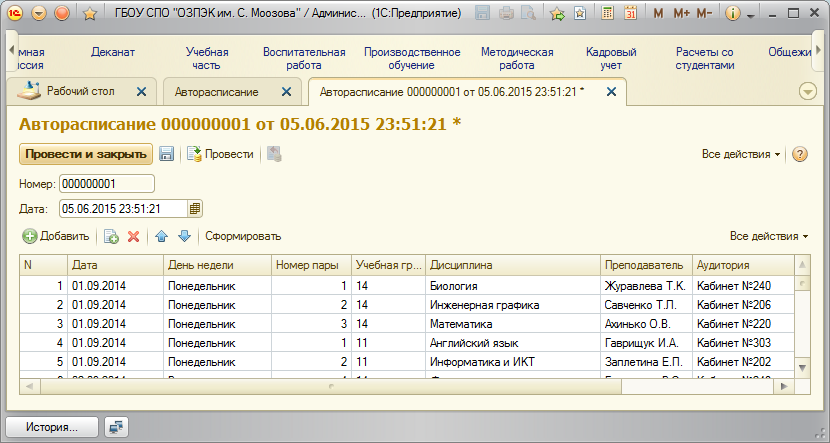 ГБОУ СПО "ОЗПЭК им. С. Моозова" / Админис... (1С:Предприятие) M M+ M-
мная Деканат Учебная Воспитательная Производственное Методическая Кадровый Расчеты со Общежи
ссия часть работа обучение работа учет студентами
Рабочий стол Авторасписание Авторасписание 000000001 от 05.06.2015 23:51:21 *
Авторасписание 000000001 от 05.06.2015 23:51:21 *
Провести и закрыть Провести Все действия
Номер: 000000001
Дата: 05.06.2015 23:51:21
Добавить Сформировать Все действия
N Дата День недели Номер пары Учебная гр... Дисциплина Преподаватель Аудитория
1 01.09.2014 Понедельник 1 14 Биология Журавлева Т.К. Кабинет №240
2 01.09.2014 Понедельник 2 14 Инженерная графика Савченко Т.П. Кабинет №206
3 01.09.2014 Понедельник 3 14 Математика Ахинько О.В. Кабинет №220
4 01.09.2014 Понедельник 1 11 Английский язык Гаврищук И.А. Кабинет №303
5 01.09.2014 Понедельник 2 11 Информатика и ИКТ Заплетина Е.П. Кабинет №202
История...